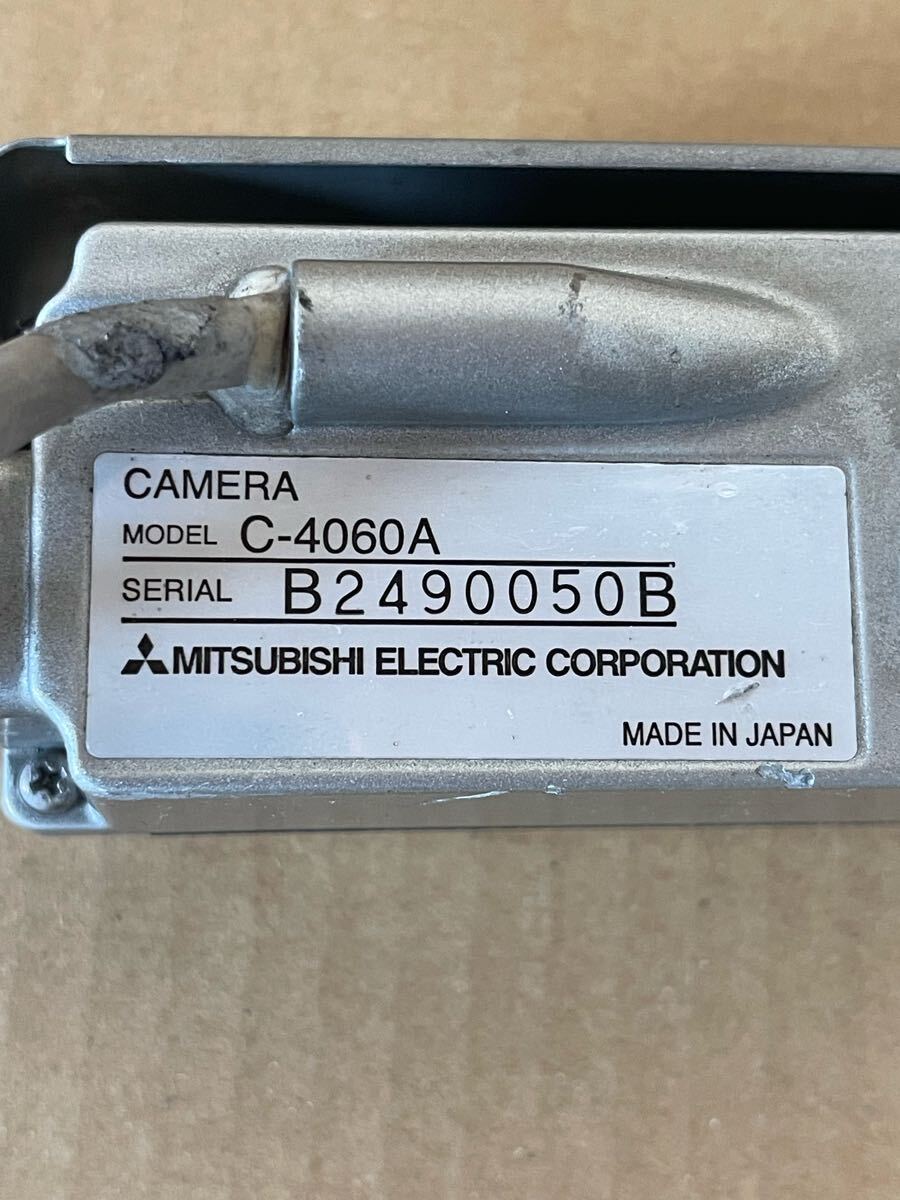 CAMERA
MODEL C-4060A
SERIAL B2490050B
MITSUBISHI ELECTRIC CORPORATION
MADE IN JAPAN